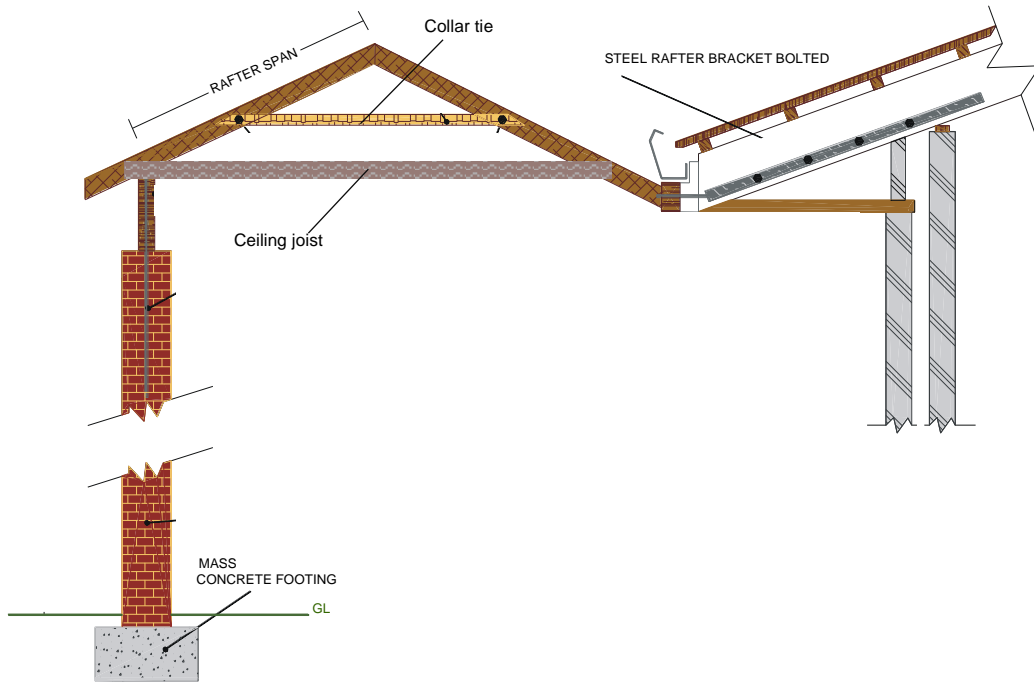 Collar tie
RAFTER SPAN
STEEL RAFTER BRACKET BOLTED
Ceiling joist
MASS
CONCRETE FOOTING
GL